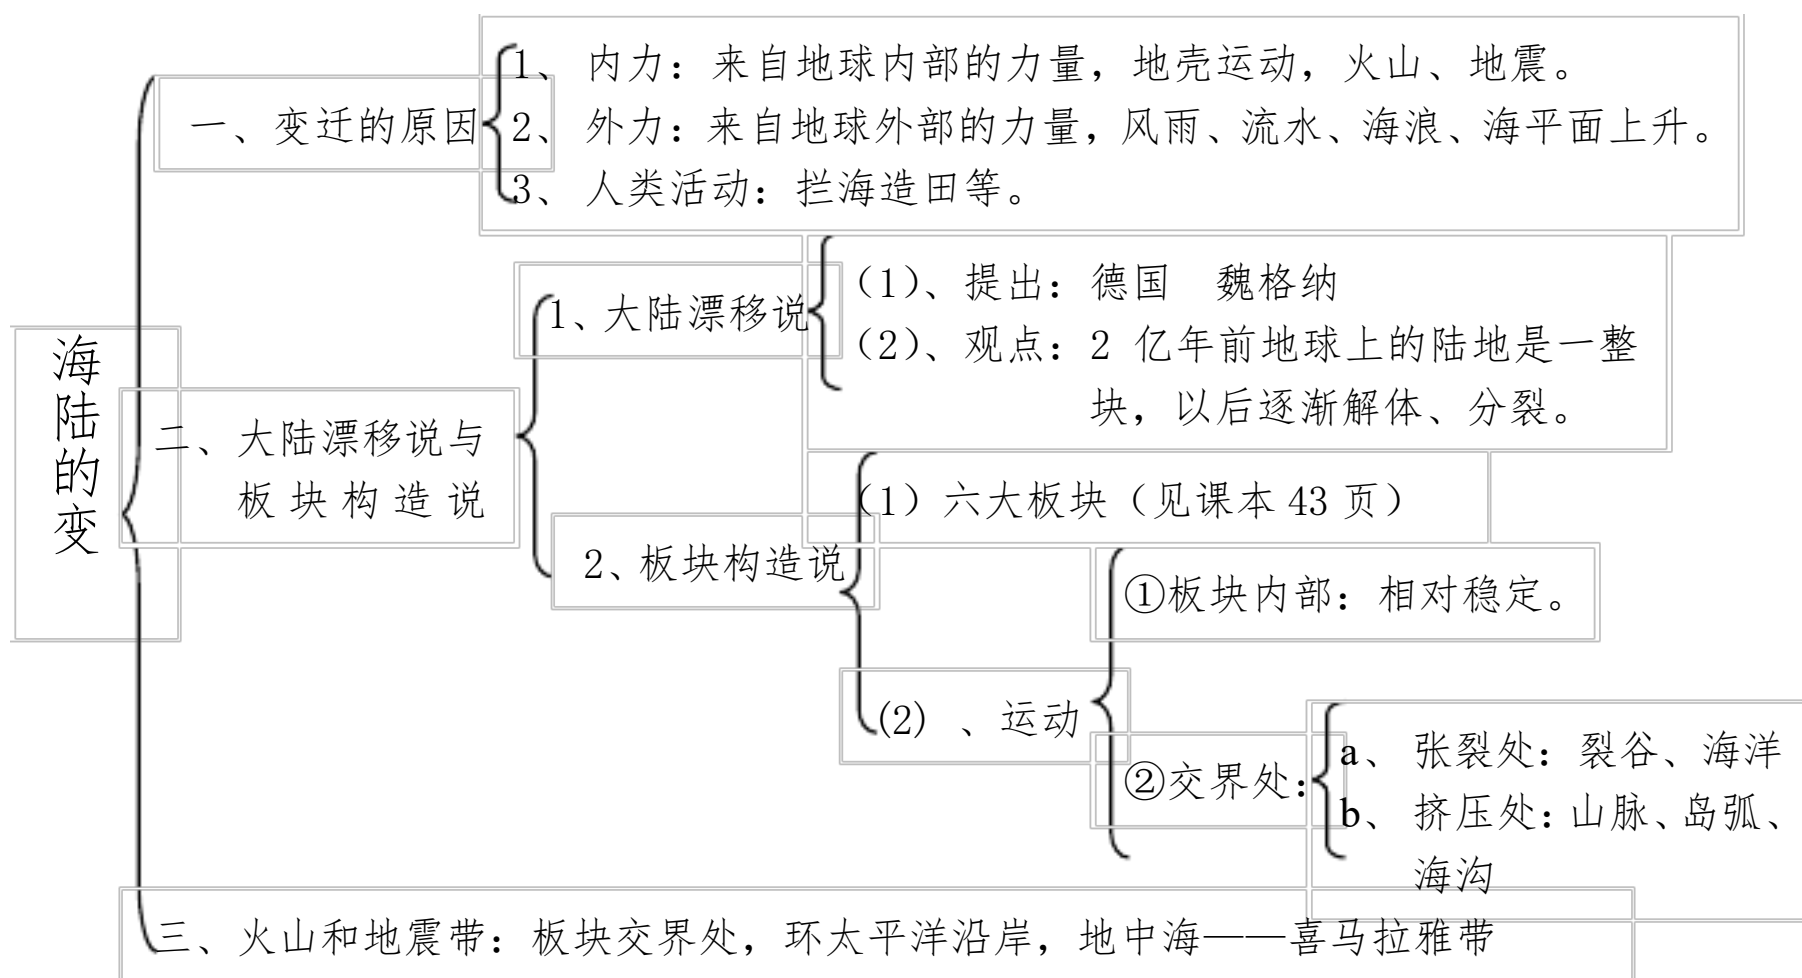 1、 内力：来自地球内部的力量，地壳运动，火山、地震。
一、变迁的原因
2、 外力：来自地球外部的力量，风雨、流水、海浪、海平面上升。
3、 人类活动：拦海造田等。
海陆的变
二、大陆漂移说与
板块构造说
1、大陆漂移说
（1）、提出：德国 魏格纳
（2）、观点：2 亿年前地球上的陆地是一整
块，以后逐渐解体、分裂。
2、板块构造说
（1）六大板块（见课本 43 页）
(2) 、运动
①板块内部：相对稳定。
②交界处：
a、 张裂处：裂谷、海洋
b、 挤压处：山脉、岛弧、
海沟
三、火山和地震带：板块交界处，环太平洋沿岸，地中海——喜马拉雅带